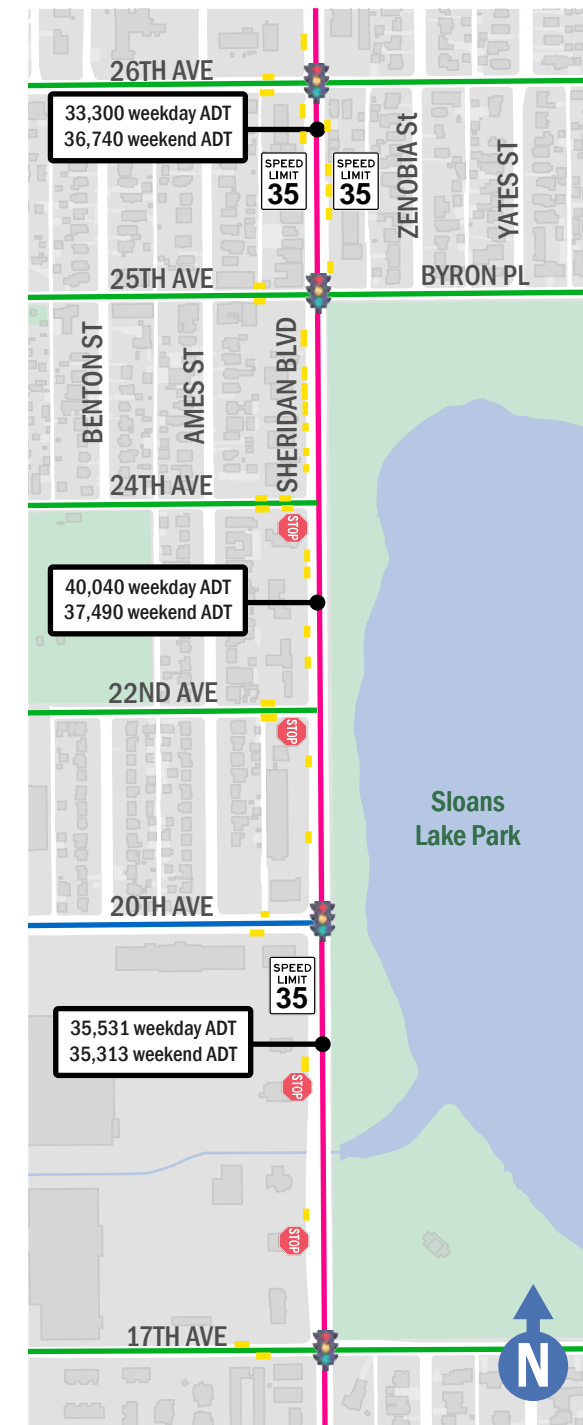 26TH AVE
33,300 weekday ADT
36,740 weekend ADT
SPEED
LIMIT
35
SPEED
LIMIT
35
ZENOBIA St
YATES ST
25TH AVE
BYRON PL
BENTON ST
AMES ST
SHERIDAN BLVD
24TH AVE
STOP
40,040 weekday ADT
37,490 weekend ADT
22ND AVE
STOP
Sloans
Lake Park
20TH AVE
SPEED
LIMIT
35
35,531 weekday ADT
35,313 weekend ADT
STOP
STOP
17TH AVE
N